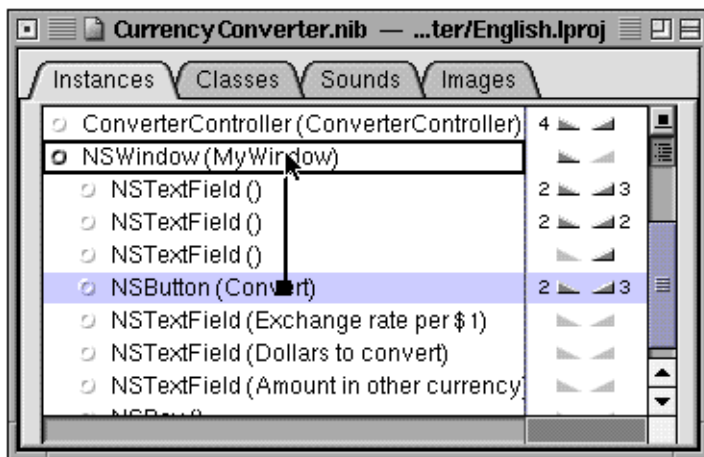 CurrencyConverter.nib — ...ter/English.lproj
Instances Classes Sounds Images
ConverterController (ConverterController) 4
NSWindow (MyWindow)
NSTextField () 2 3
NSTextField () 2 2
NSTextField ()
NSButton (Convert) 2 3
NSTextField (Exchange rate per $ 1)
NSTextField (Dollars to convert)
NSTextField (Amount in other currency)